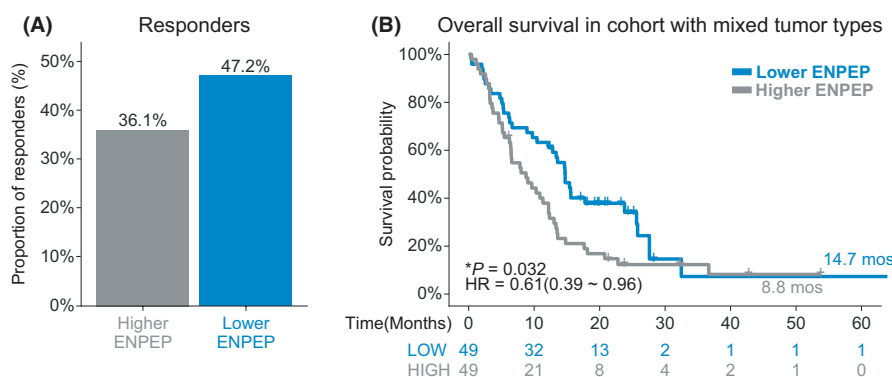 (A)
Responders
Proportion of responders (%)
50%
40%
30%
20%
10%
0%
36.1%
47.2%
Higher
ENPEP
Lower
ENPEP
(B)
Overall survival in cohort with mixed tumor types
Survival probability
100%
80%
60%
40%
20%
0%
Lower ENPEP
Higher ENPEP
*P = 0.032
HR = 0.61(0.39 ~ 0.96)
14.7 mos
8.8 mos
Time(Months) 0 10 20 30 40 50 60
LOW 49 32 13 2 1 1 1
HIGH 49 21 8 4 2 1 0